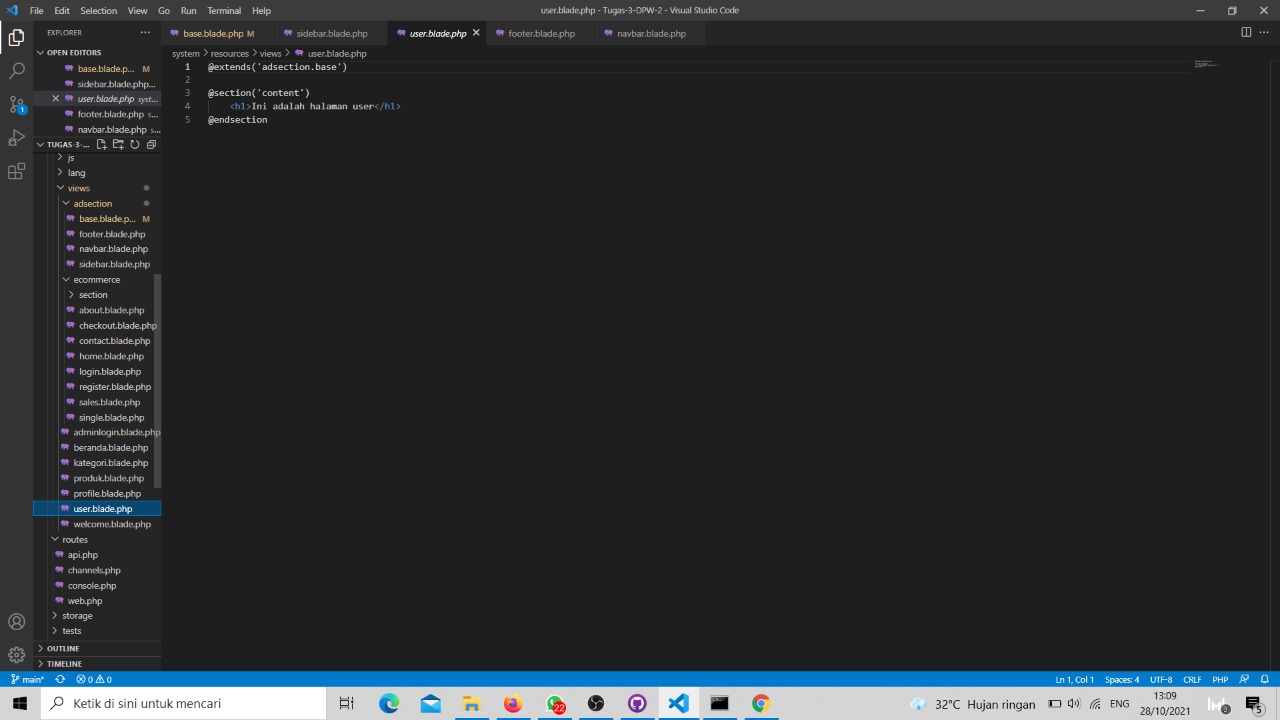 File Edit Selection View Go Run Terminal Help
user.blade.php - Tugas-3-DPW-2 - Visual Studio Code
EXPLORER
base.blade.php M
sidebar.blade.php
user.blade.php
footer.blade.php
navbar.blade.php
OPEN EDITORS
base.blade.p... M
sidebar.blade.php...
user.blade.php syst...
footer.blade.php s...
navbar.blade.php s...
TUGAS-3-...
js
lang
views
adsection
base.blade.p... M
footer.blade.php
navbar.blade.php
sidebar.blade.php
ecommerce
section
about.blade.php
checkout.blade.php
contact.blade.php
home.blade.php
login.blade.php
register.blade.php
sales.blade.php
single.blade.php
adminlogin.blade.php
beranda.blade.php
kategori.blade.php
produk.blade.php
profile.blade.php
user.blade.php
welcome.blade.php
routes
api.php
channels.php
console.php
web.php
storage
tests
OUTLINE
TIMELINE
system > resources > views > user.blade.php
1 @extends('adsection.base')
2
3 @section('content')
4 <h1>Ini adalah halaman user</h1>
5 @endsection
1
main* 0 0
Ln 1, Col 1 Spaces: 4 UTF-8 CRLF PHP
Ketik di sini untuk mencari
22
32°C Hujan ringan
ENG
13:09
28/10/2021
5